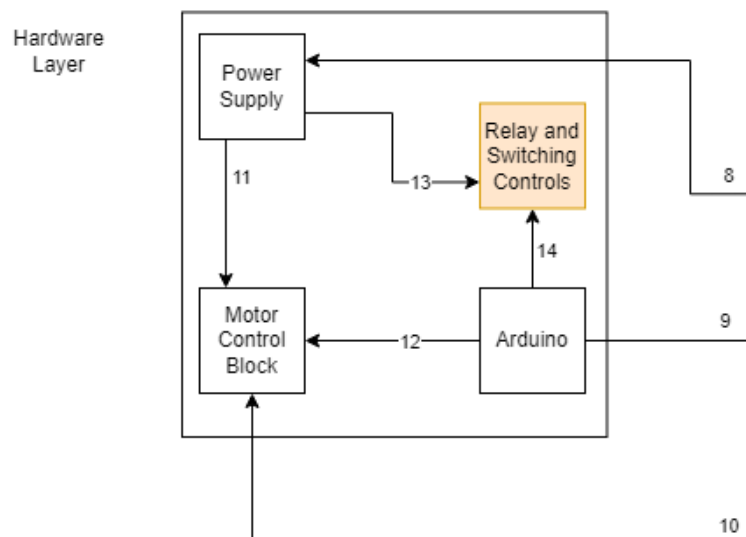 Hardware
Layer
Power
Supply
Relay and
Switching
Controls
11
13
8
14
Motor
Control
Block
12
Arduino
9
10